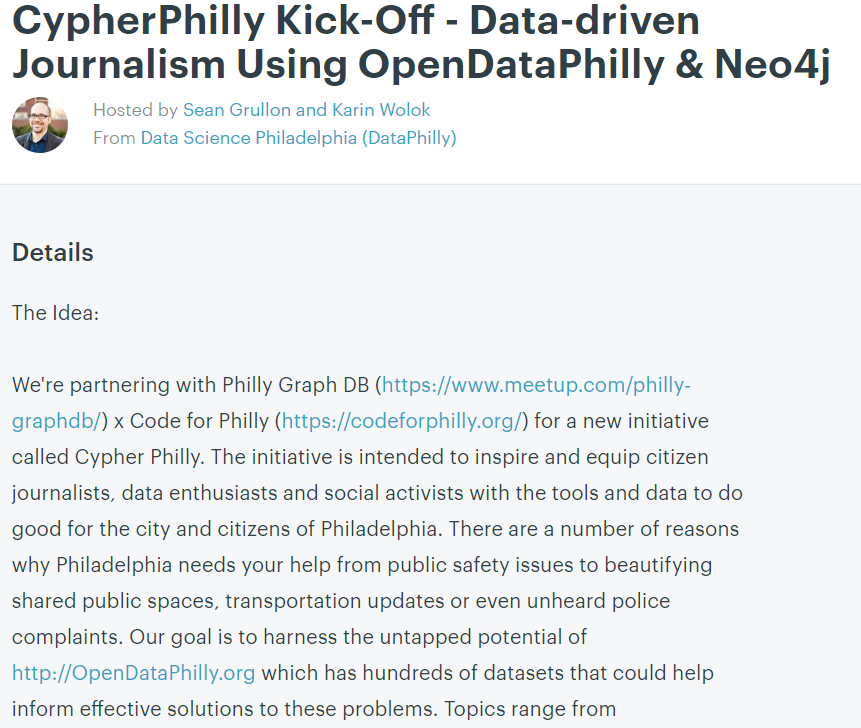 CypherPhilly Kick-Off - Data-driven
Journalism Using OpenDataPhilly & Neo4j
Hosted by Sean Grullon and Karin Wolok
From Data Science Philadelphia (DataPhilly)
Details
The Idea:
We're partnering with Philly Graph DB (https://www.meetup.com/philly-
graphdb/) x Code for Philly (https://codeforphilly.org/) for a new initiative
called Cypher Philly. The initiative is intended to inspire and equip citizen
journalists, data enthusiasts and social activists with the tools and data to do
good for the city and citizens of Philadelphia. There are a number of reasons
why Philadelphia needs your help from public safety issues to beautifying
shared public spaces, transportation updates or even unheard police
complaints. Our goal is to harness the untapped potential of
http://OpenDataPhilly.org which has hundreds of datasets that could help
inform effective solutions to these problems. Topics range from